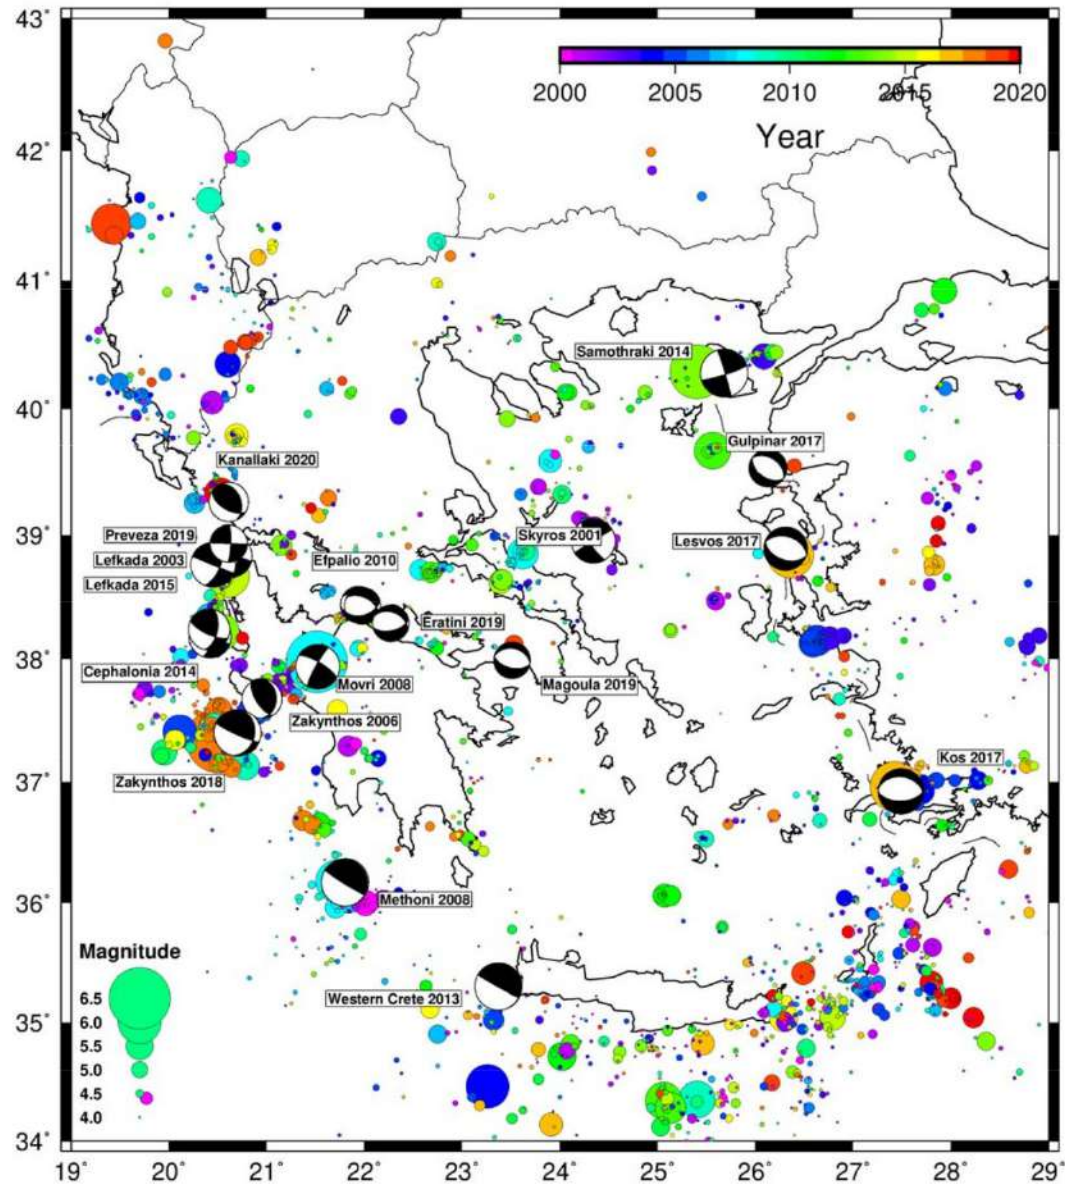 43°
2000 2005 2010 2015 2020
Year
42°
41°
Samothraki 2014
40°
Gulpinar 2017
Kanallaki 2020
39°
Preveza 2019
Skyros 2001
Lesvos 2017
Lefkada 2003
Efpalio 2010
Lefkada 2015
Eratini 2019
38°
Cephalonia 2014
Movri 2008
Magoula 2019
Zakynthos 2006
Kos 2017
37°
Zakynthos 2018
36°
Methoni 2008
Magnitude
6.5
Western Crete 2013
6.0
35°
5.5
5.0
4.5
4.0
34°
19° 20° 21° 22° 23° 24° 25° 26° 27° 28° 29°